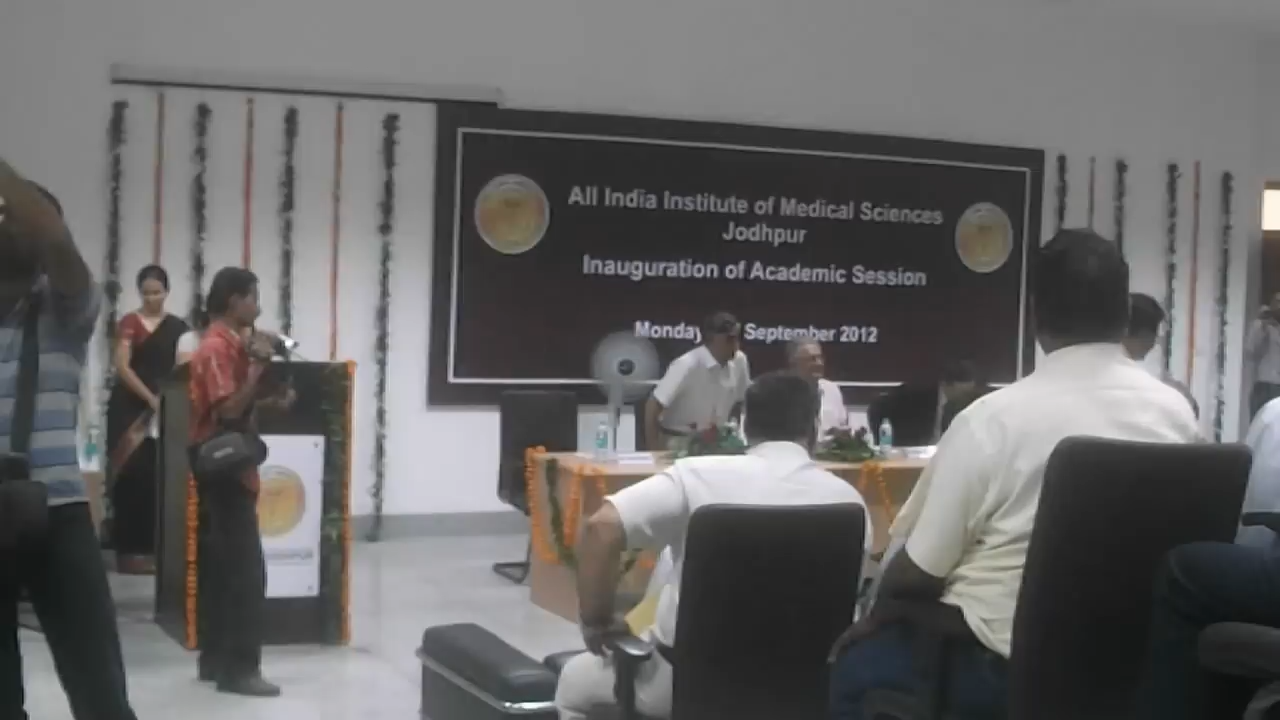 All India Institute of Medical Sciences
Jodhpur
Inauguration of Academic Session
Monday September 2012